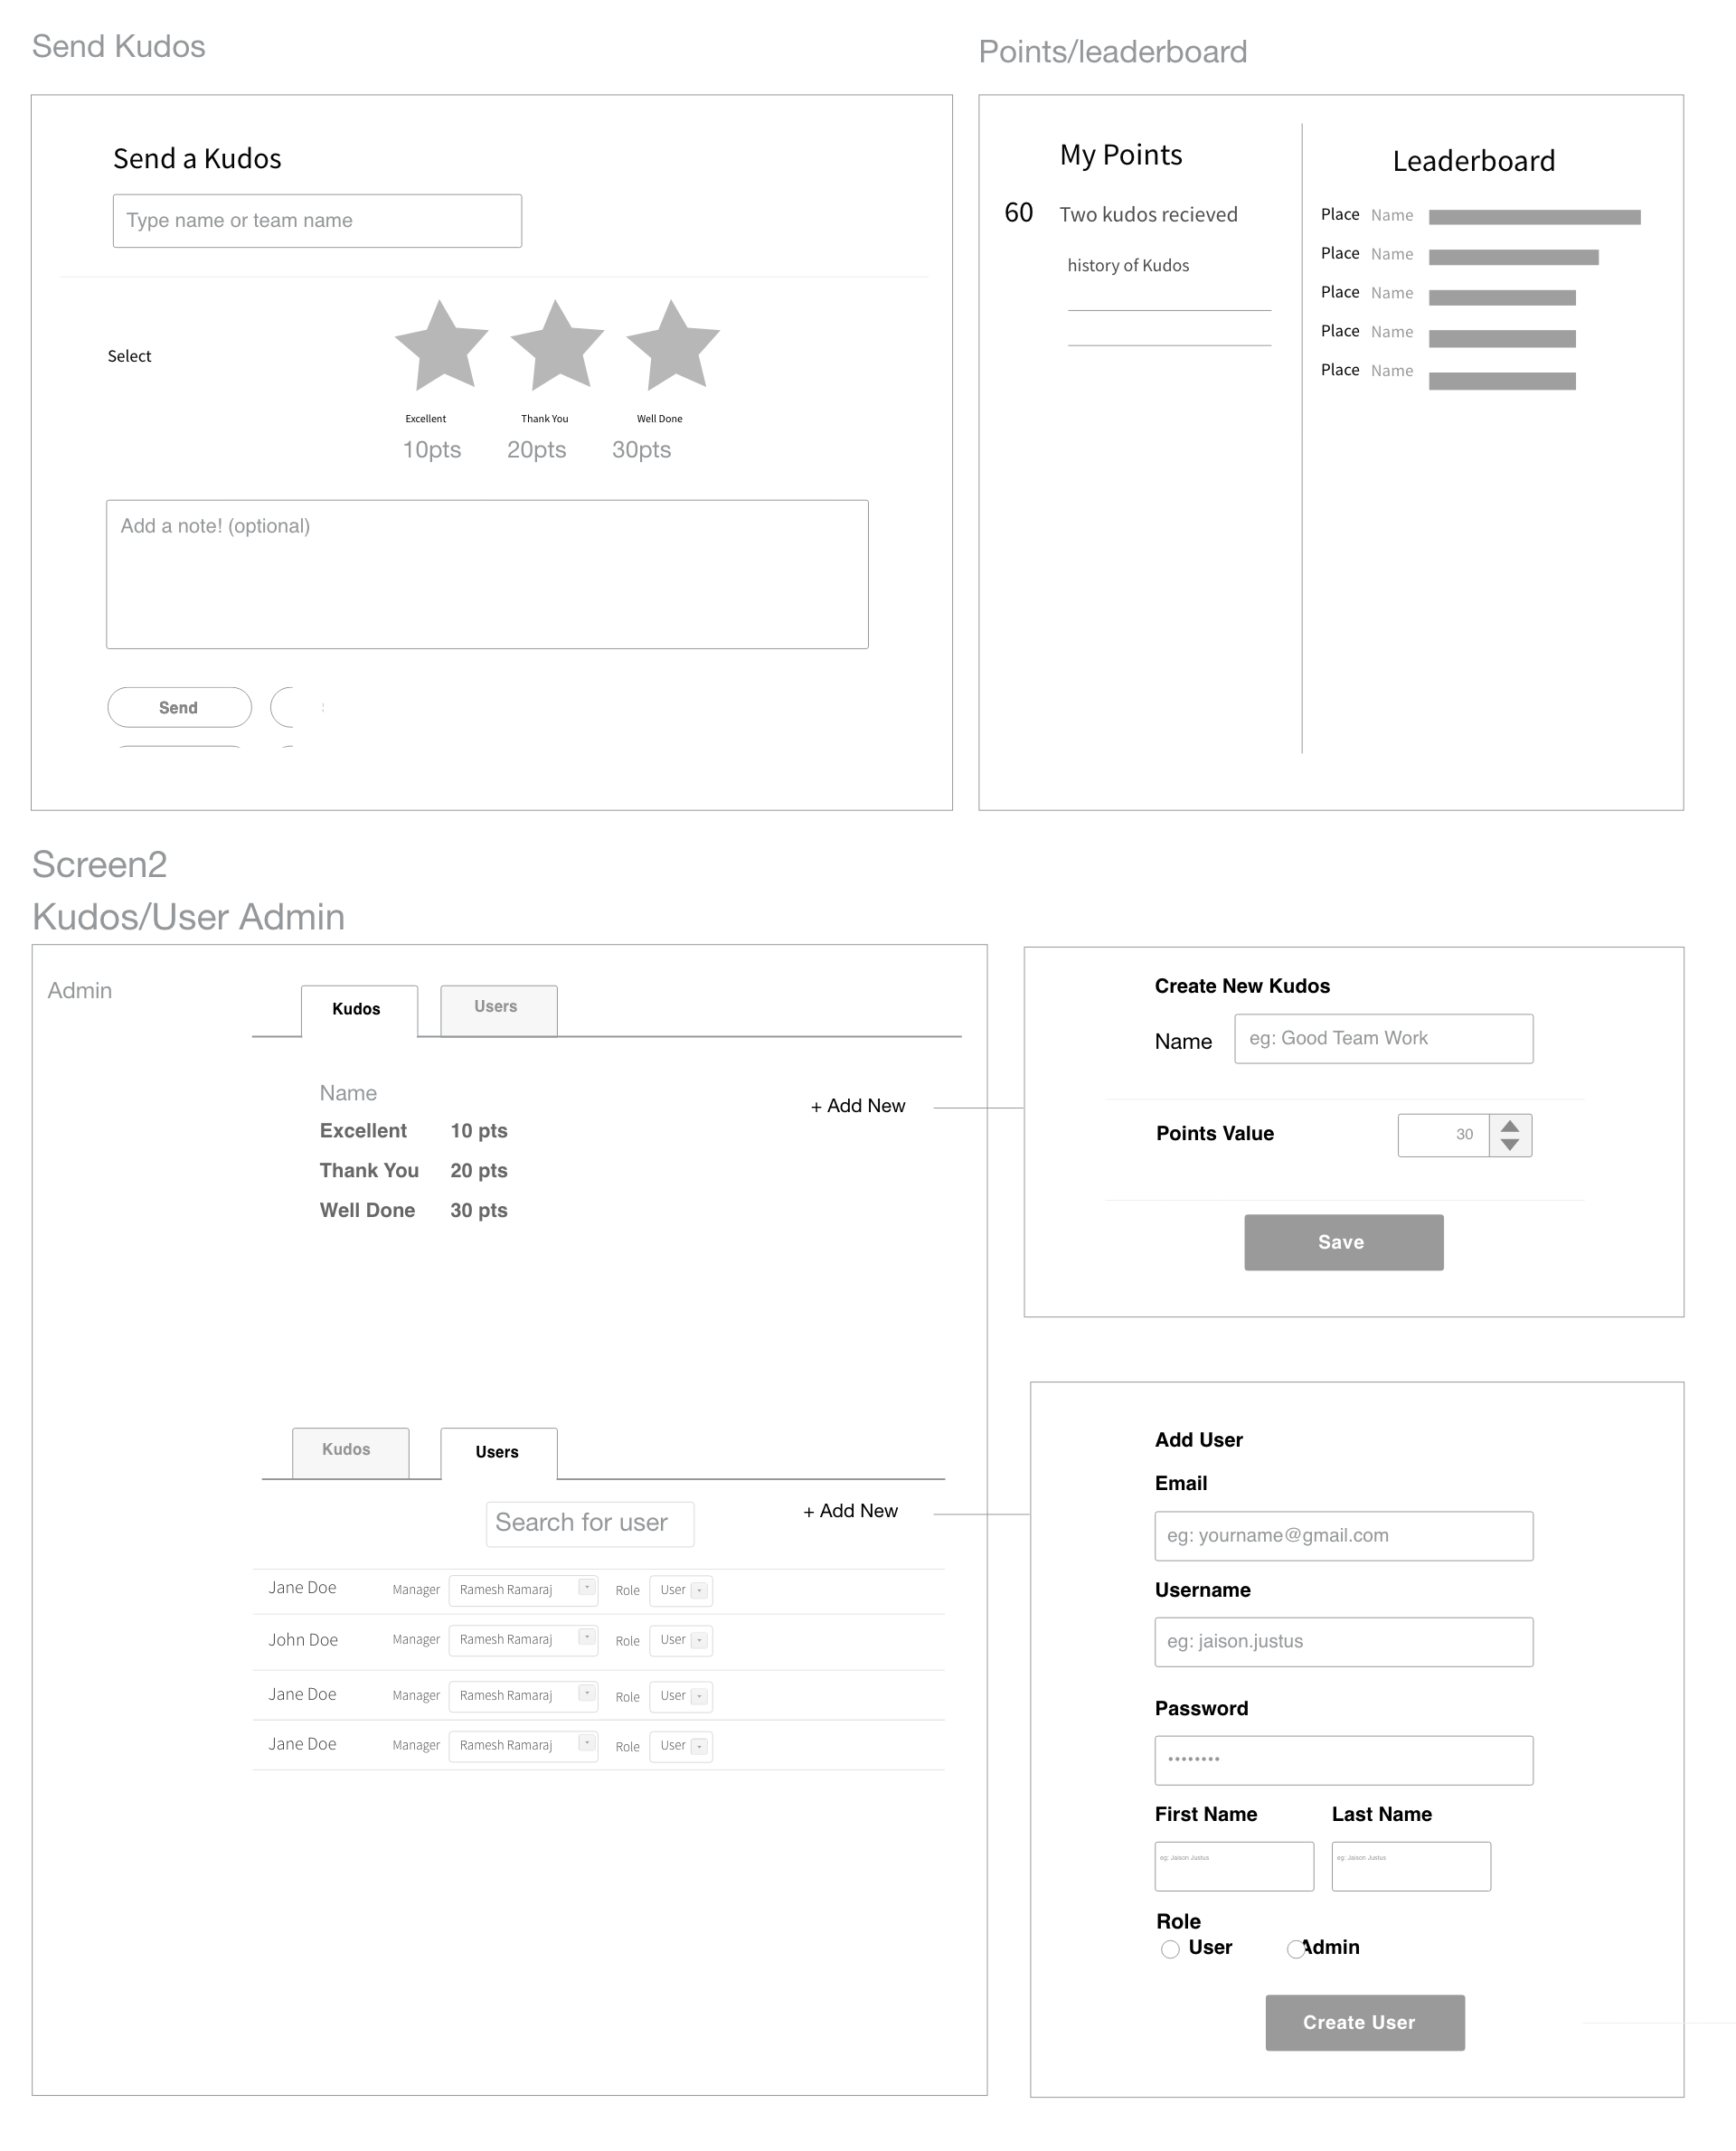 Send Kudos
Send a Kudos
Type name or team name
Select
Excellent Thank You Well Done
10pts 20pts 30pts
Add a note! (optional)
Send
Points/leaderboard
My Points
60 Two kudos recieved
history of Kudos
Leaderboard
Place Name
Place Name
Place Name
Place Name
Place Name
Screen2
Kudos/User Admin
Admin
Kudos Users
Name
+ Add New
Excellent 10 pts
Thank You 20 pts
Well Done 30 pts
Create New Kudos
Name eg: Good Team Work
Points Value 30
Save
Kudos Users
Search for user
+ Add New
Jane Doe Manager Ramesh Ramaraj Role User
John Doe Manager Ramesh Ramaraj Role User
Jane Doe Manager Ramesh Ramaraj Role User
Jane Doe Manager Ramesh Ramaraj Role User
Add User
Email
eg: yourname@gmail.com
Username
eg: jaison.justus
Password
••••••••
First Name Last Name
eg: Jaison Justus eg: Jaison Justus
Role
User Admin
Create User